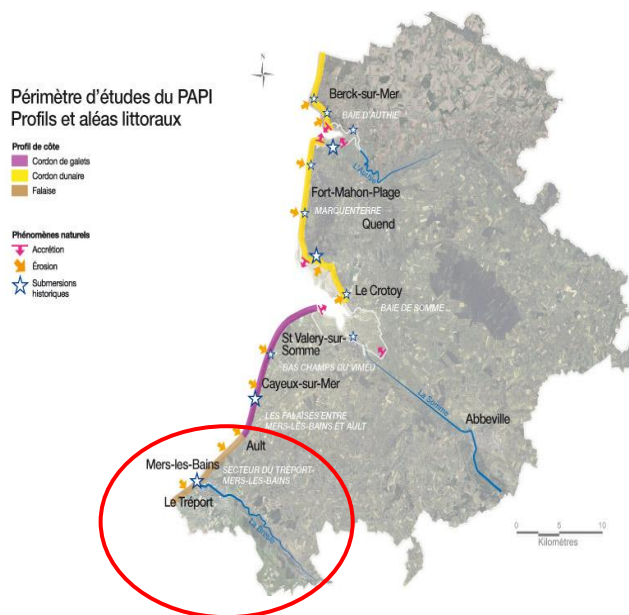 Périmètre d'études du PAPI
Profils et aléas littoraux
Profil de côte
Cordon de galets
Cordon dunaire
Falaise
Phénomènes naturels
Accrétion
Érosion
Submersions
historiques
N
Berck-sur-Mer
BAIE D'AUTHIE
L'Authie
Fort-Mahon-Plage
MARQUENTERRE
Quend
Le Crotoy
BAIE DE SOMME
St Valery-sur-
Somme
BAS CHAMPS DU VIMEU
Cayeux-sur-Mer
La Somme
Abbeville
LES FALAISES ENTRE
MERS-LES-BAINS ET AULT
Ault
Mers-les-Bains
SECTEUR DU TRÉPORT-
MERS-LES-BAINS
Le Tréport
La Bresle
0 5 10
Kilomètres